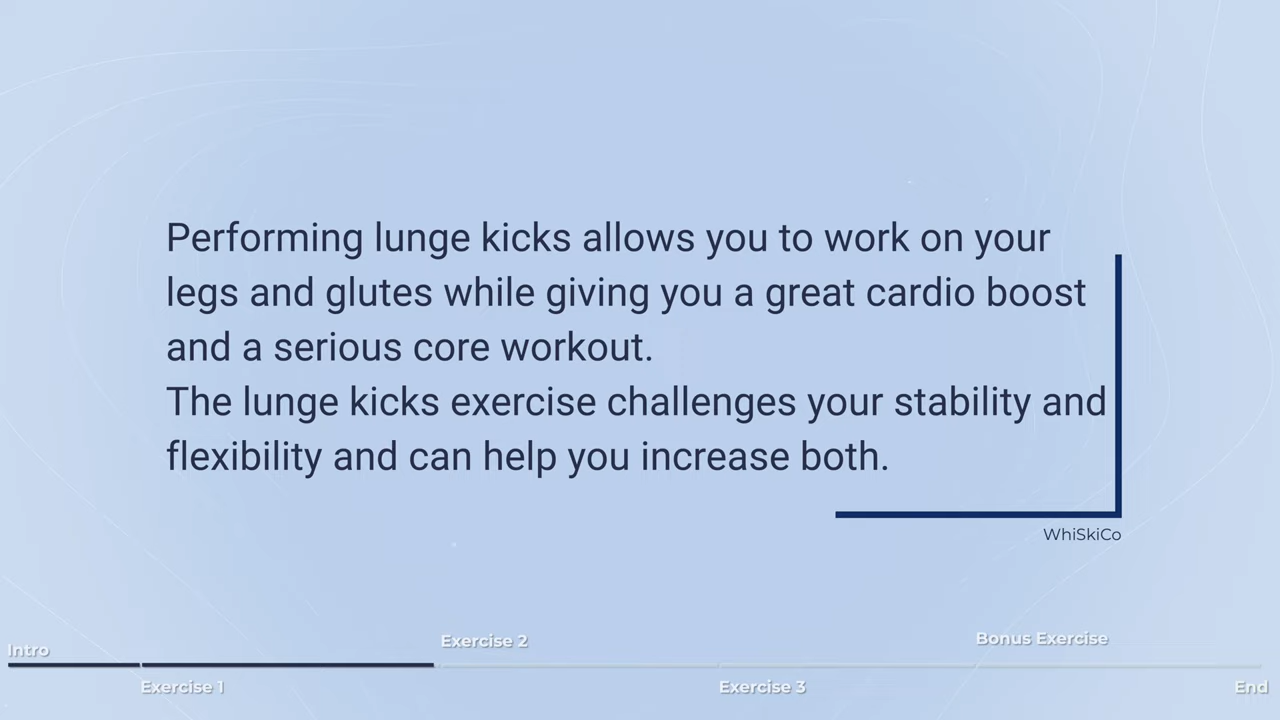 Performing lunge kicks allows you to work on your
legs and glutes while giving you a great cardio boost
and a serious core workout.
The lunge kicks exercise challenges your stability and
flexibility and can help you increase both.
WhiSkiCo
Intro
Exercise 1
Exercise 2
Exercise 3
Bonus Exercise
End